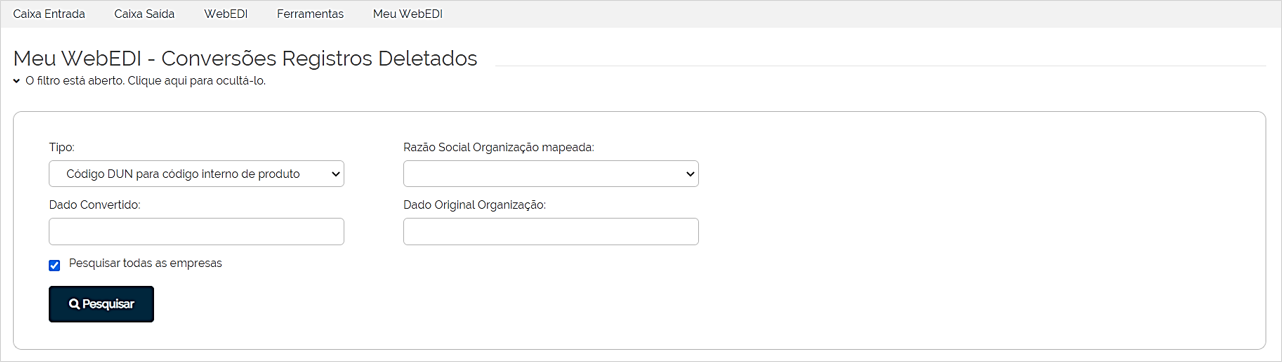 Caixa Entrada Caixa Saída WebEDI Ferramentas Meu WebEDI
Meu WebEDI - Conversões Registros Deletados
O filtro está aberto. Clique aqui para ocultá-lo.
Tipo: Razão Social Organização mapeada:
Código DUN para código interno de produto
Dado Convertido: Dado Original Organização:
Pesquisar todas as empresas
Pesquisar